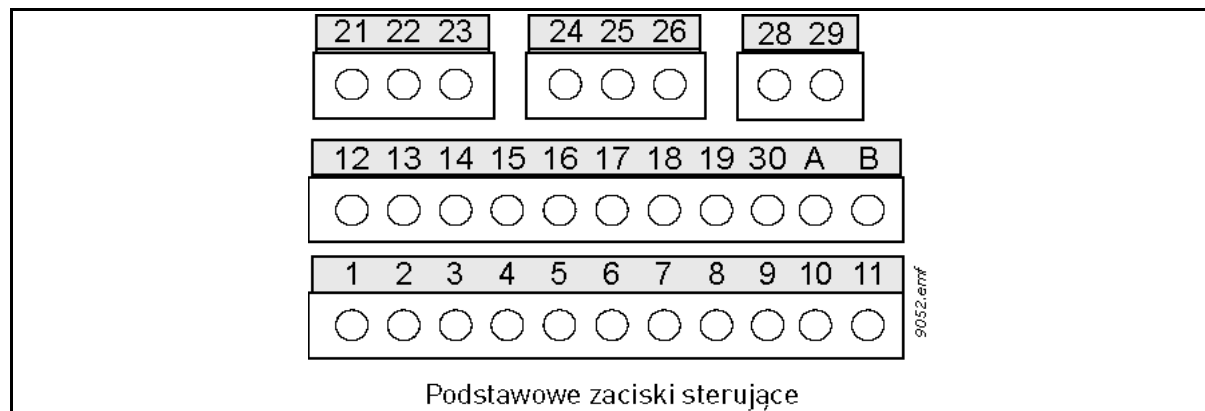 21 22 23 24 25 26 28 29
12 13 14 15 16 17 18 19 30 A B
1 2 3 4 5 6 7 8 9 10 11
9052.emf
Podstawowe zaciski sterujące